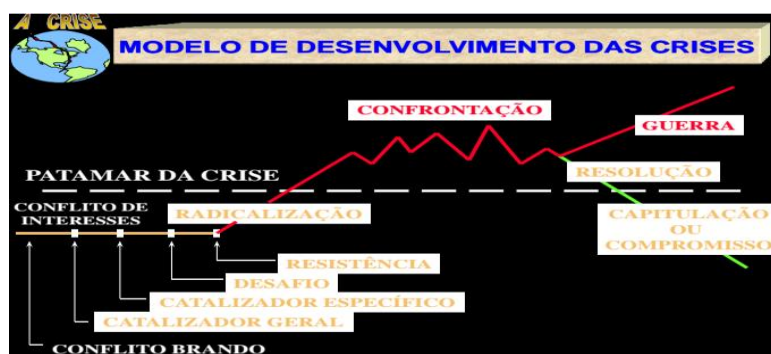 A CRISE
MODELO DE DESENVOLVIMENTO DAS CRISES
CONFRONTAÇÃO
GUERRA
PATAMAR DA CRISE
RESOLUÇÃO
CONFLITO DE
INTERESSES
RADICALIZAÇÃO
CAPITULAÇÃO
OU
COMPROMISSO
RESISTÊNCIA
DESAFIO
CATALIZADOR ESPECÍFICO
CATALIZADOR GERAL
CONFLITO BRANDO